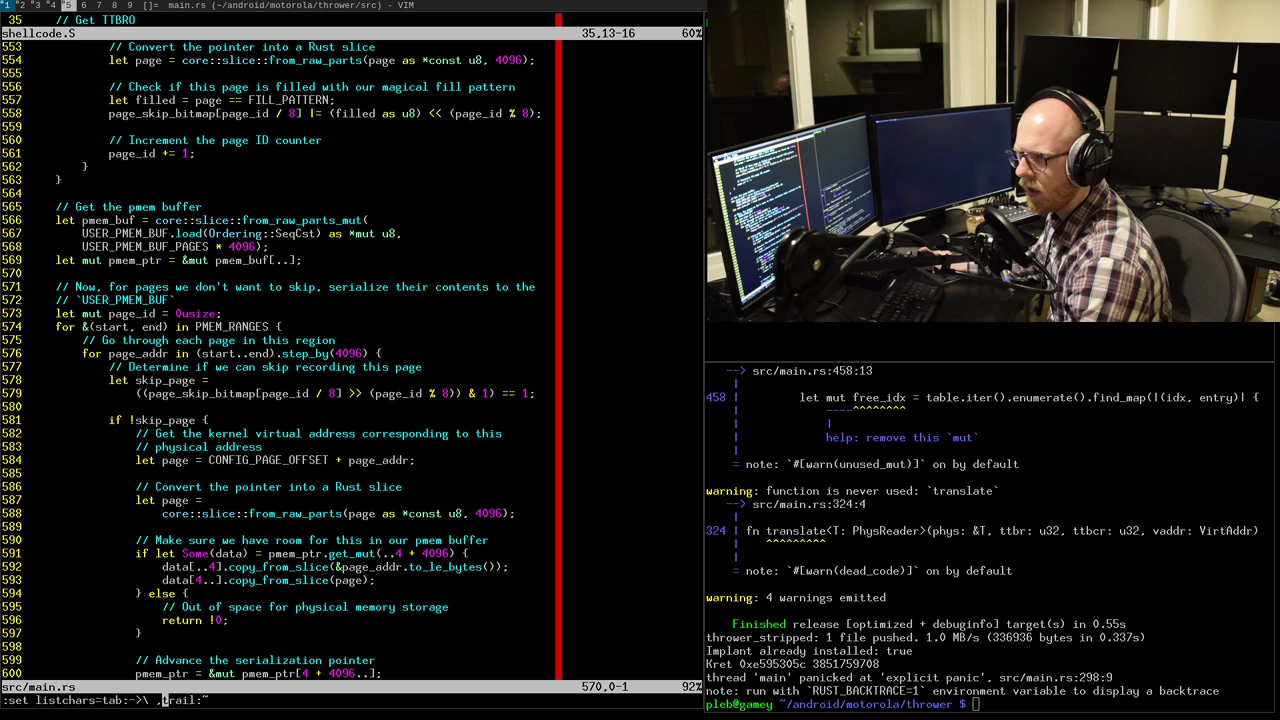 1 2 3 4 5 6 7 8 9 []= main.rs (~/android/motorola/thrower/src) - VIM
35 // Get TTBR0
shellcode.S 35,13-16 60%
553 // Convert the pointer into a Rust slice
554 let page = core::slice::from_raw_parts(page as *const u8, 4096);
555
556 // Check if this page is filled with our magical fill pattern
557 let filled = page == FILL_PATTERN;
558 page_skip_bitmap[page_id / 8] |= (filled as u8) << (page_id % 8);
559
560 // Increment the page ID counter
561 page_id += 1;
562 }
563 }
564
565 // Get the pmem buffer
566 let pmem_buf = core::slice::from_raw_parts_mut(
567 USER_PMEM_BUF.load(Ordering::SeqCst) as *mut u8,
568 USER_PMEM_BUF_PAGES * 4096);
569 let mut pmem_ptr = &mut pmem_buf[..];
570
571 // Now, for pages we don't want to skip, serialize their contents to the
572 // `USER_PMEM_BUF`
573 let mut page_id = 0usize;
574 for &(start, end) in PMEM_RANGES {
575 // Go through each page in this region
576 for page_addr in (start..end).step_by(4096) {
577 // Determine if we can skip recording this page
578 let skip_page =
579 ((page_skip_bitmap[page_id / 8] >> (page_id % 8)) & 1) == 1;
580
581 if !skip_page {
582 // Get the kernel virtual address corresponding to this
583 // physical address
584 let page = CONFIG_PAGE_OFFSET + page_addr;
585
586 // Convert the pointer into a Rust slice
587 let page =
588 core::slice::from_raw_parts(page as *const u8, 4096);
589
590 // Make sure we have room for this in our pmem buffer
591 if let Some(data) = pmem_ptr.get_mut(..4 + 4096) {
592 data[..4].copy_from_slice(&page_addr.to_le_bytes());
593 data[4..].copy_from_slice(page);
594 } else {
595 // Out of space for physical memory storage
596 return !0;
597 }
598
599 // Advance the serialization pointer
600 pmem_ptr = &mut pmem_ptr[4 + 4096..];
src/main.rs 570,0-1 92%
:set listchars=tab:->\ ,trail:~
--> src/main.rs:458:13
|
458 | let mut free_idx = table.iter().enumerate().find_map(|(idx, entry)| {
| ----^^^^^^^^
| |
| help: remove this `mut`
|
= note: `#[warn(unused_mut)]` on by default
warning: function is never used: `translate`
--> src/main.rs:324:4
|
324 | fn translate<T: PhysReader>(phys: &T, ttbr: u32, ttbcr: u32, vaddr: VirtAddr)
| ^^^^^^^^^
|
= note: `#[warn(dead_code)]` on by default
warning: 4 warnings emitted
Finished release [optimized + debuginfo] target(s) in 0.55s
thrower_stripped: 1 file pushed. 1.0 MB/s (336936 bytes in 0.337s)
Implant already installed: true
Kret 0xe595305c 3851759708
thread 'main' panicked at 'explicit panic', src/main.rs:298:9
note: run with `RUST_BACKTRACE=1` environment variable to display a backtrace
pleb@gamey ~/android/motorola/thrower $